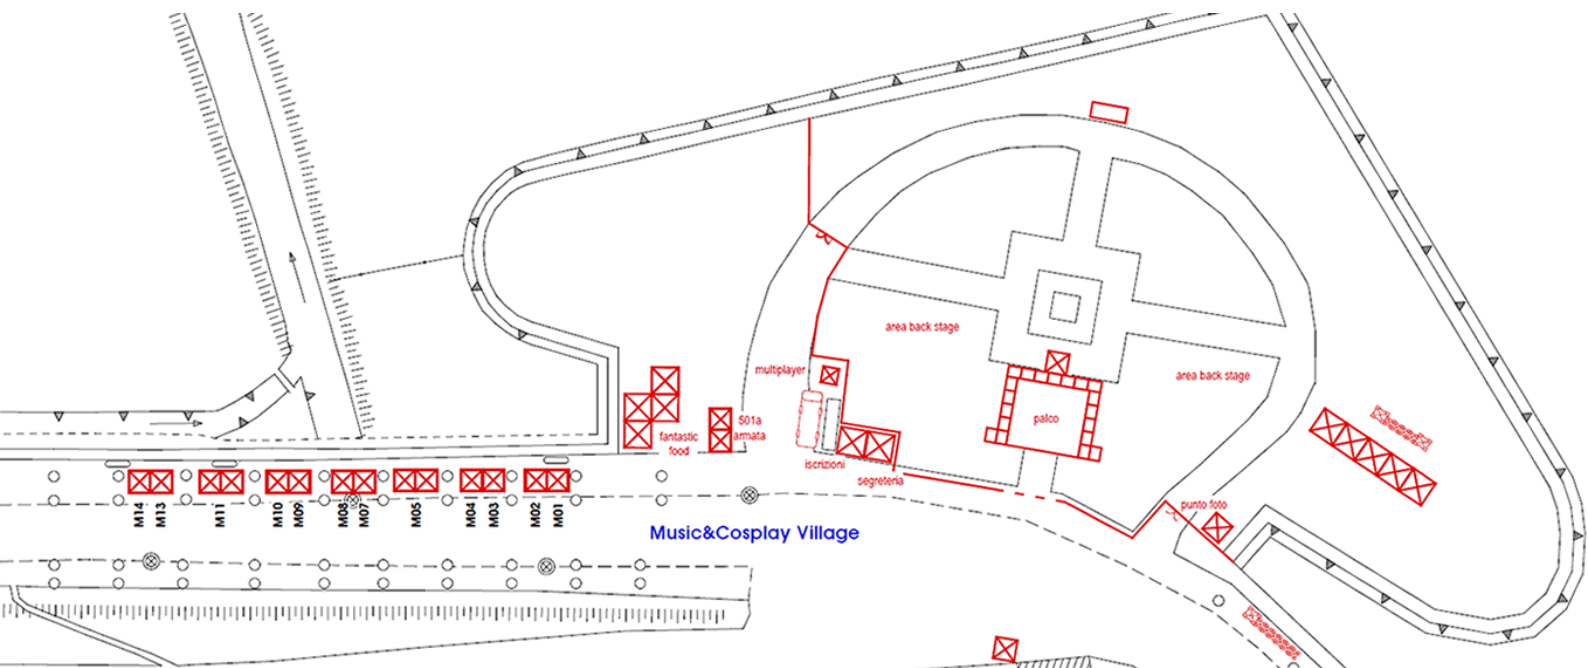 area back stage
multiplayer
area back stage
palco
501a
armata
fantastic
food
iscrizioni
segreteria
punto foto
M14
M13
M11
M10
M09
M08
M07
M05
M04
M03
M02
M01
Music&Cosplay Village